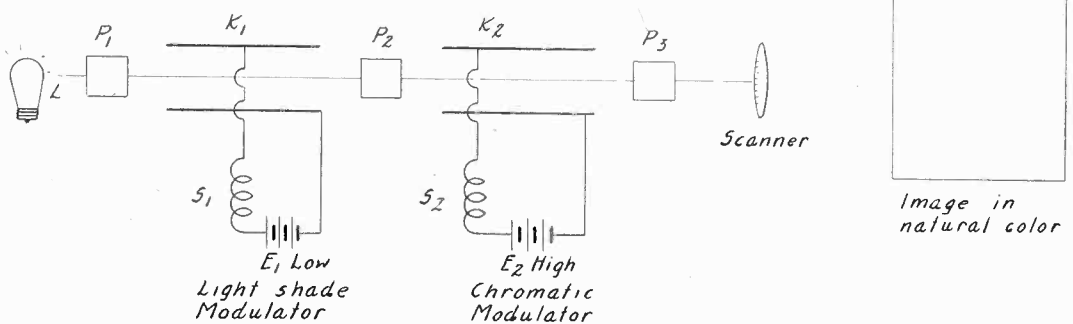 P1
K1
P2
K2
P3
L
Scanner
S1
S2
Image in
natural color
E1 Low
Light shade
Modulator
E2 High
Chromatic
Modulator